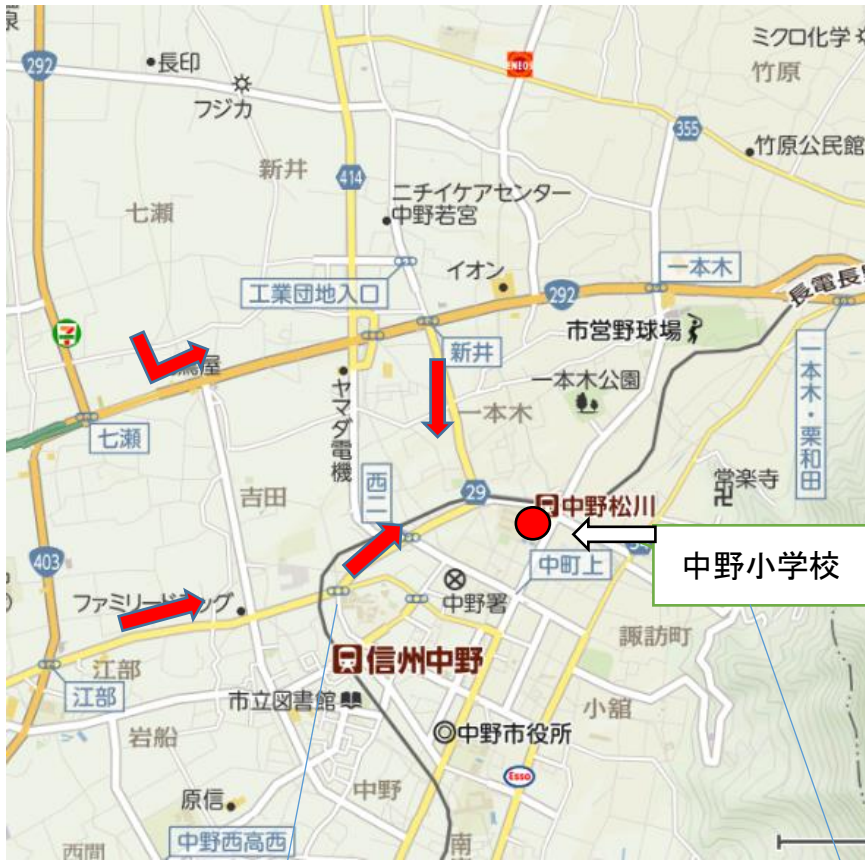 ミクロ化学
竹原
292
長印
フジカ
ENEOS
355
竹原公民館
新井
414
七瀬
ニチイケアセンター
中野若宮
イオン
一本木
工業団地入口
292
長電長
市営野球場
新井
一本木・栗和田
一本木公園
ヤマダ電機
一本木
七瀬
西二
常楽寺
吉田
29
中野松川
403
中町上
中野小学校
中野署
ファミリー
グ
諏訪町
信州中野
江部
江部
市立図書館
小舘
岩船
中野市役所
Esso
中野
原信
中野西高西
西間
南